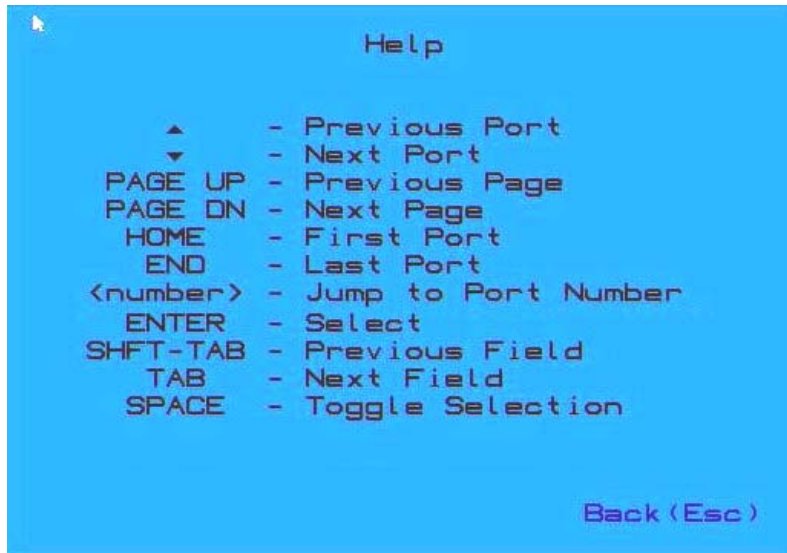 Help
▲ - Previous Port
▼ - Next Port
PAGE UP - Previous Page
PAGE DN - Next Page
HOME - First Port
END - Last Port
<number> - Jump to Port Number
ENTER - Select
SHFT-TAB - Previous Field
TAB - Next Field
SPACE - Toggle Selection
Back(Esc)